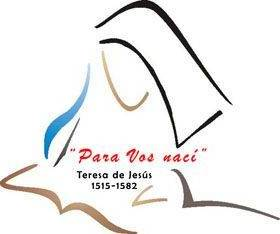 "Para Vos nací"
Teresa de Jesús
1515-1582